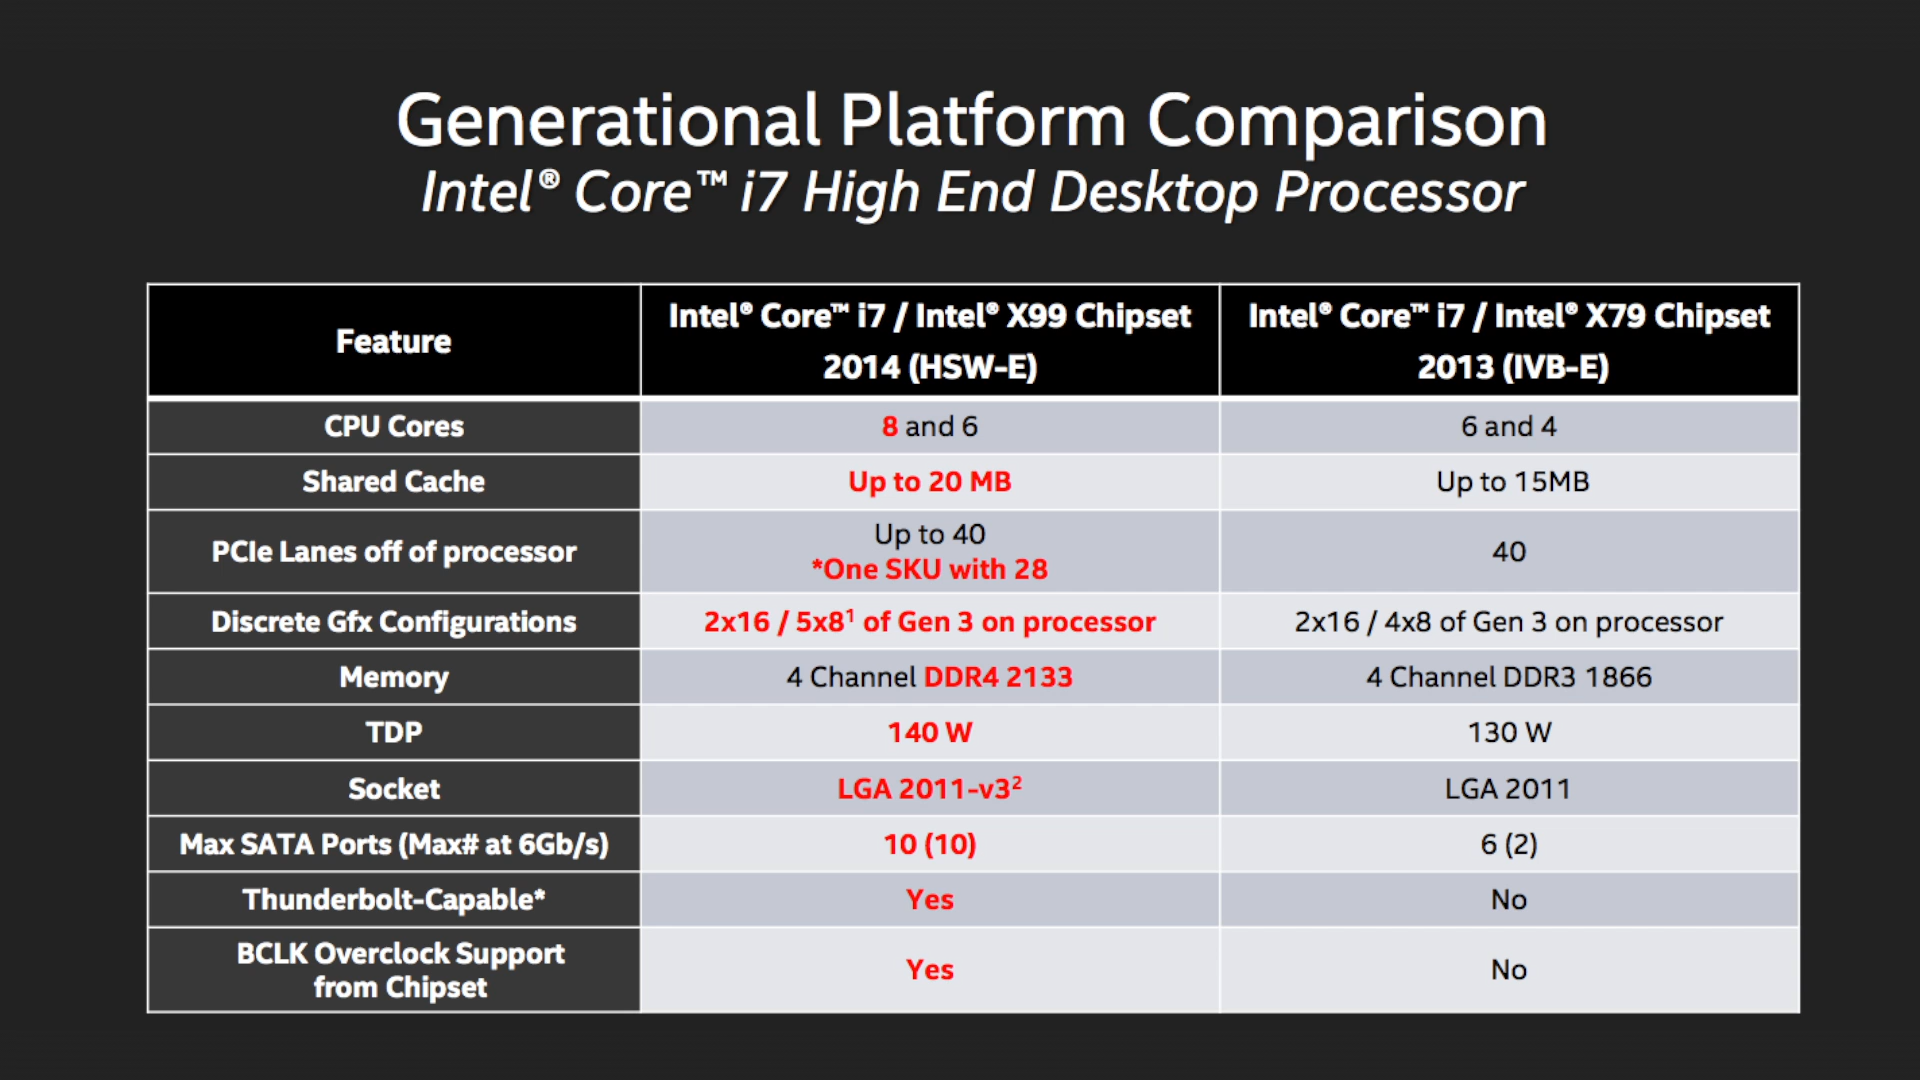 Generational Platform Comparison
Intel® Core™ i7 High End Desktop Processor
Feature
Intel® Core™ i7 / Intel® X99 Chipset
2014 (HSW-E)
Intel® Core™ i7 / Intel® X79 Chipset
2013 (IVB-E)
CPU Cores
8 and 6
6 and 4
Shared Cache
Up to 20 MB
Up to 15MB
PCIe Lanes off of processor
Up to 40
*One SKU with 28
40
Discrete Gfx Configurations
2x16 / 5x8¹ of Gen 3 on processor
2x16 / 4x8 of Gen 3 on processor
Memory
4 Channel DDR4 2133
4 Channel DDR3 1866
TDP
140 W
130 W
Socket
LGA 2011-v3²
LGA 2011
Max SATA Ports (Max# at 6Gb/s)
10 (10)
6 (2)
Thunderbolt-Capable*
Yes
No
BCLK Overclock Support
from Chipset
Yes
No